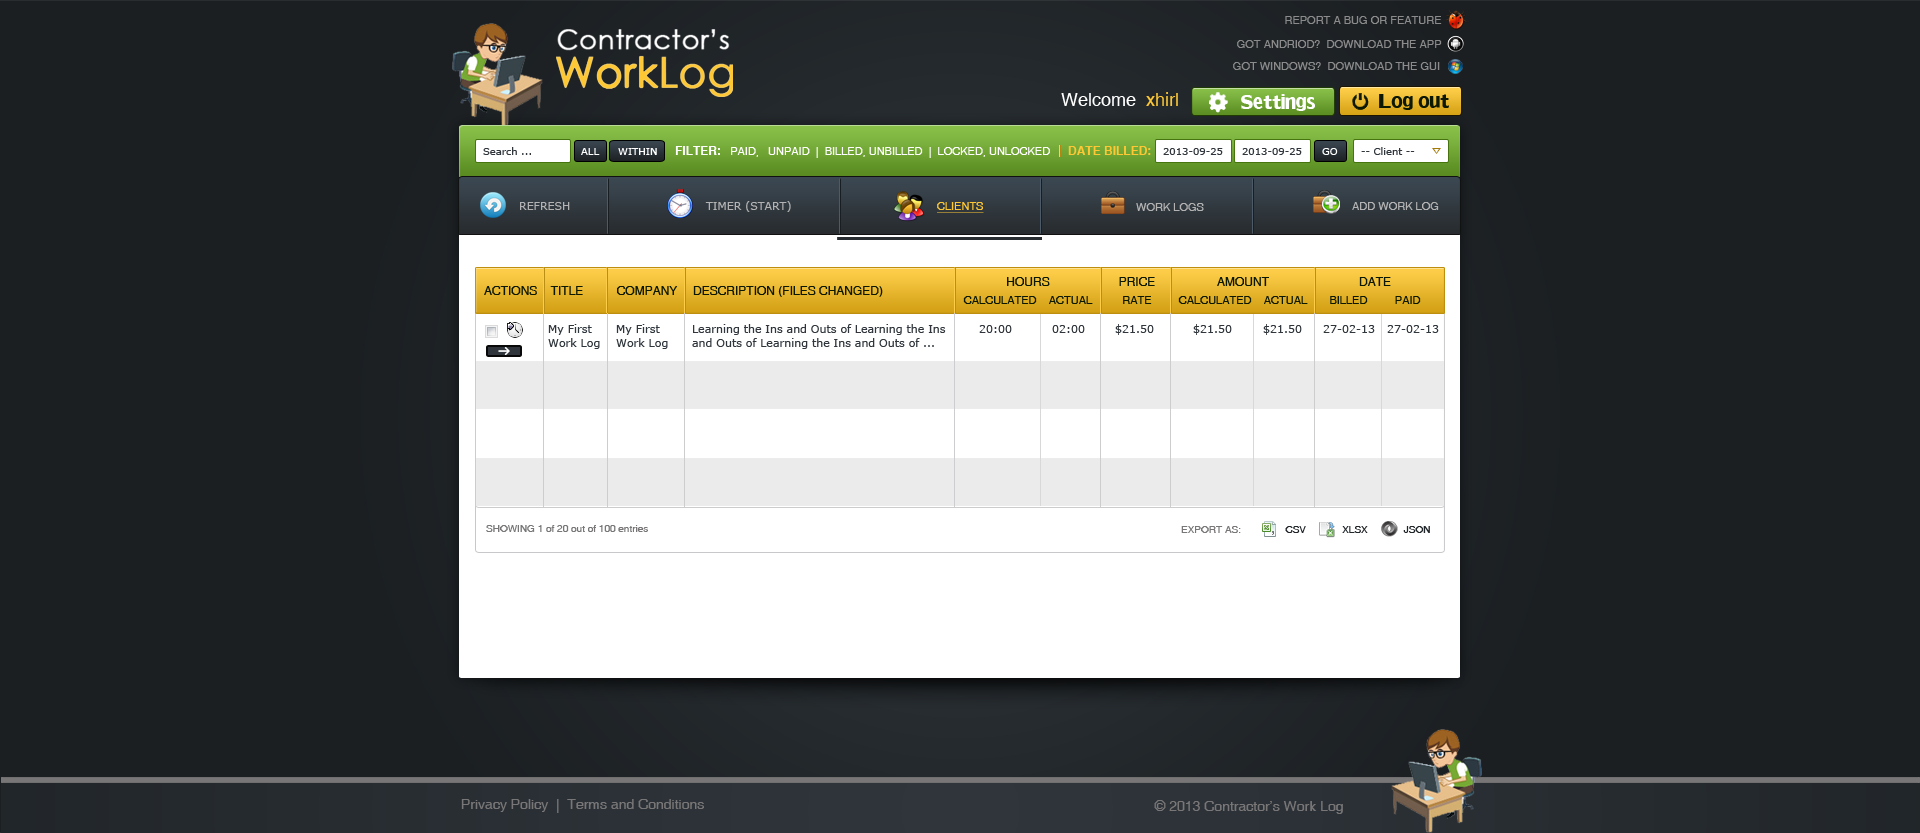 Contractor's
WorkLog
REPORT A BUG OR FEATURE
GOT ANDRIOD? DOWNLOAD THE APP
GOT WINDOWS? DOWNLOAD THE GUI
Welcome xhirl
Settings
Log out
Search ... ALL WITHIN FILTER: PAID, UNPAID | BILLED, UNBILLED | LOCKED, UNLOCKED | DATE BILLED: 2013-09-25 2013-09-25 GO -- Client --
REFRESH TIMER (START) CLIENTS WORK LOGS ADD WORK LOG
HOURS PRICE AMOUNT DATE
ACTIONS TITLE COMPANY DESCRIPTION (FILES CHANGED)
CALCULATED ACTUAL RATE CALCULATED ACTUAL BILLED PAID
My First My First Learning the Ins and Outs of Learning the Ins 20:00 02:00 $21.50 $21.50 $21.50 27-02-13 27-02-13
Work Log Work Log and Outs of Learning the Ins and Outs of ...
SHOWING 1 of 20 out of 100 entries EXPORT AS: CSV XLSX JSON
Privacy Policy | Terms and Conditions
© 2013 Contractor's Work Log